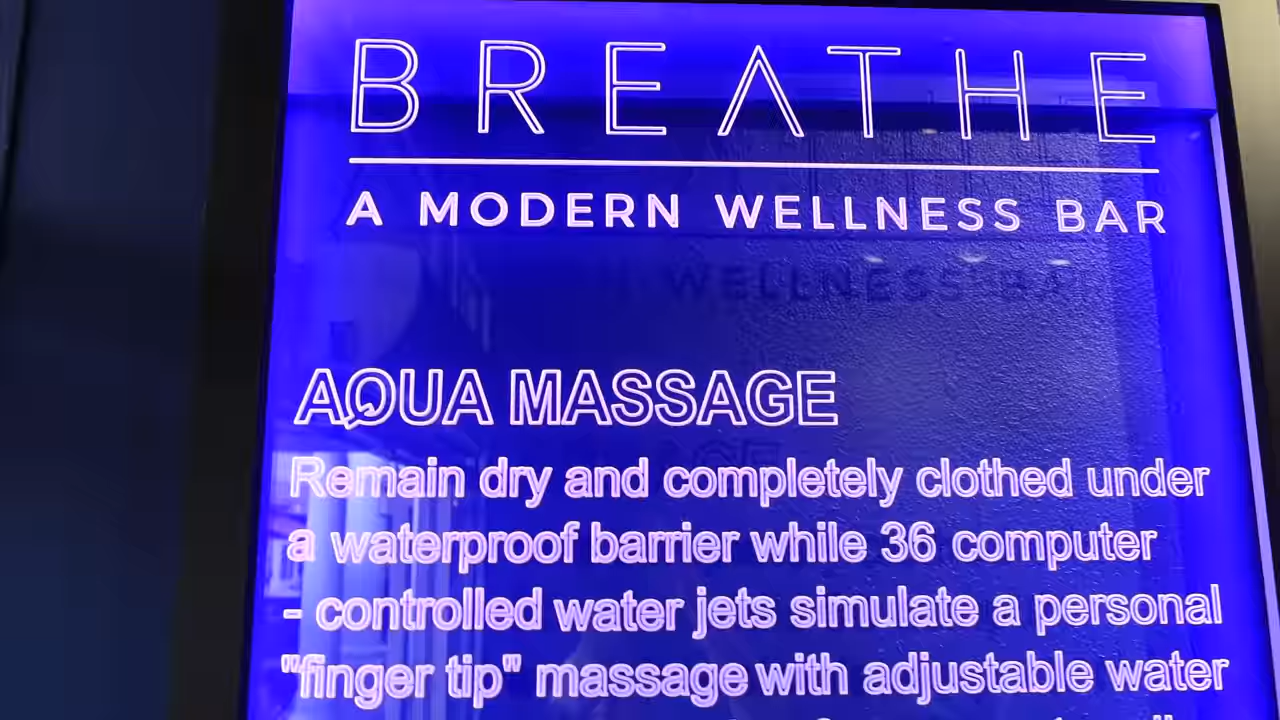 BREATHE
A MODERN WELLNESS BAR
AQUA MASSAGE
Remain dry and completely clothed under
a waterproof barrier while 36 computer
- controlled water jets simulate a personal
"finger tip" massage with adjustable water